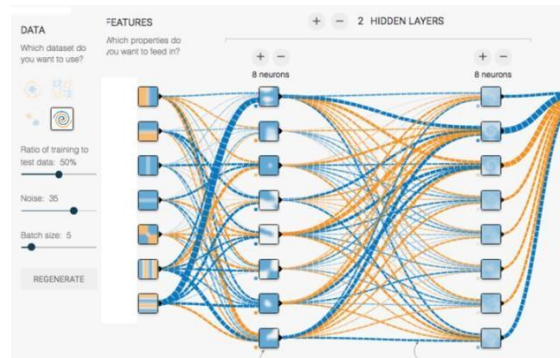 DATA
Which dataset do
you want to use?
Ratio of training to
test data: 50%
Noise: 35
Batch size: 5
REGENERATE
FEATURES
Which properties do
you want to feed in?
+ − 2 HIDDEN LAYERS
+ −
8 neurons
+ −
8 neurons